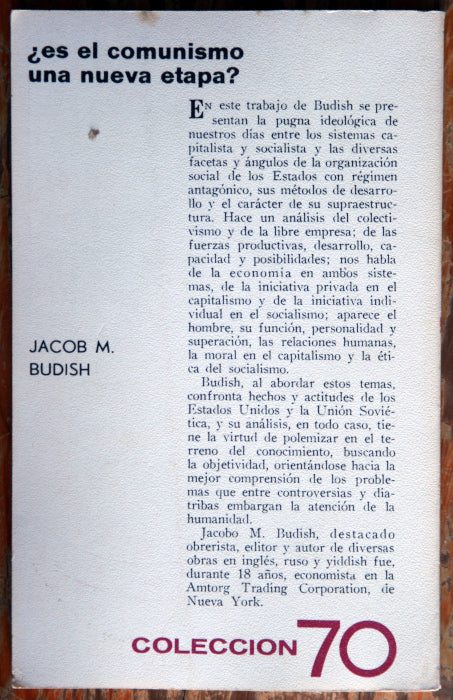 ¿es el comunismo
una nueva etapa?
EN este trabajo de Budish se pre-
sentan la pugna ideológica de
nuestros días entre los sistemas ca-
pitalista y socialista y las diversas
facetas y ángulos de la organización
social de los Estados con régimen
antagónico, sus métodos de desarro-
llo y el carácter de su supraestruc-
tura. Hace un análisis del colecti-
vismo y de la libre empresa; de las
fuerzas productivas, desarrollo, ca-
pacidad y posibilidades; nos habla
de la economía en ambos siste-
mas, de la iniciativa privada en el
capitalismo y de la iniciativa indi-
vidual en el socialismo; aparece el
hombre, su función, personalidad y
superación, las relaciones humanas,
la moral en el capitalismo y la éti-
ca del socialismo.
Budish, al abordar estos temas,
confronta hechos y actitudes de los
Estados Unidos y la Unión Sovié-
tica, y su análisis, en todo caso, tie-
ne la virtud de polemizar en el te-
rreno del conocimiento, buscando
la objetividad, orientándose hacia la
mejor comprensión de los proble-
mas que entre controversias y dia-
tribas embargan la atención de la
humanidad.
Jacobo M. Budish, destacado
obrerista, editor y autor de diversas
obras en inglés, ruso y yiddish fue,
durante 18 años, economista en la
Amtorg Trading Corporation, de
Nueva York.
JACOB M.
BUDISH
COLECCION 70